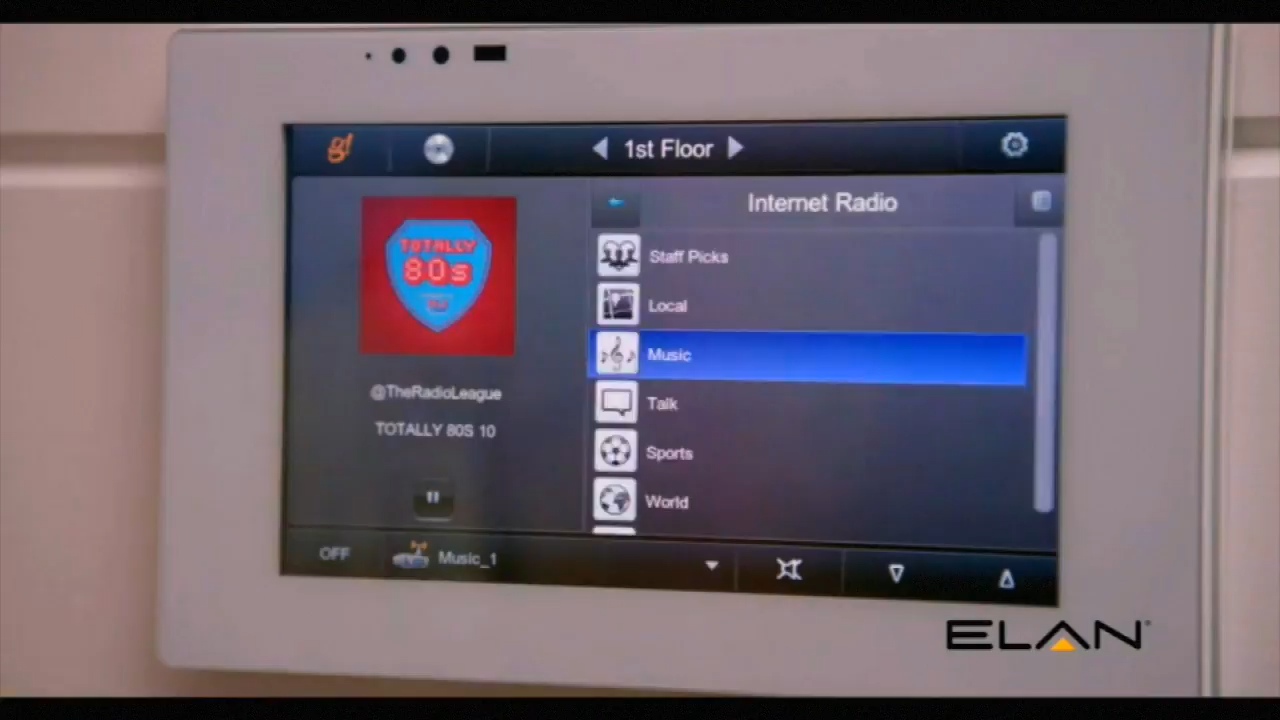 g!
1st Floor
Internet Radio
TOTALLY
80s
@TheRadioLeague
TOTALLY 80S 10
Staff Picks
Local
Music
Talk
Sports
World
OFF
Music_1
ELAN